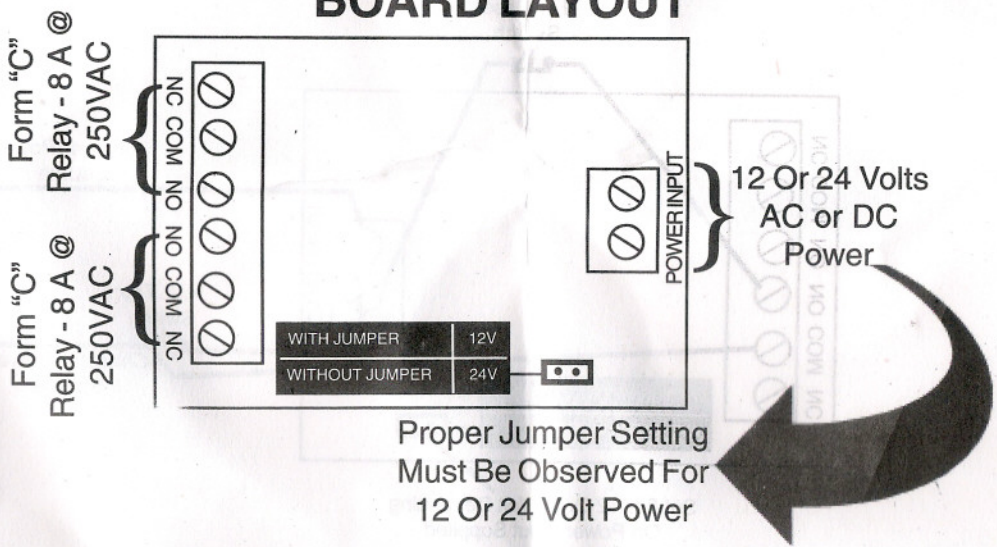 BOARD LAYOUT
Form “C”
Relay - 8 A @
250VAC
NC COM NO NO COM NC
Form “C”
Relay - 8 A @
250VAC
POWER INPUT
12 Or 24 Volts
AC or DC
Power
WITH JUMPER 12V
WITHOUT JUMPER 24V
Proper Jumper Setting
Must Be Observed For
12 Or 24 Volt Power